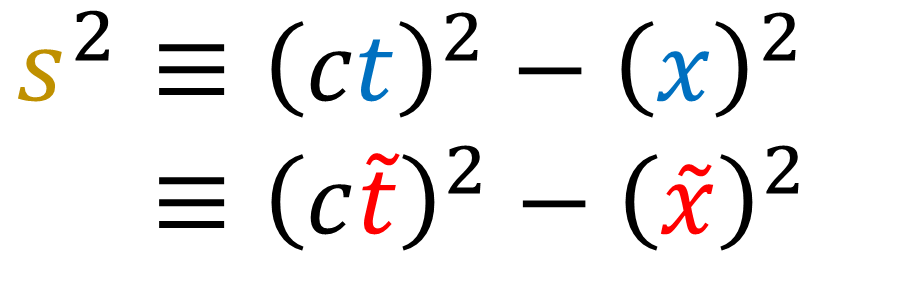 s² ≡ (ct)² − (x)²
≡ (ct̃)² − (x̃)²